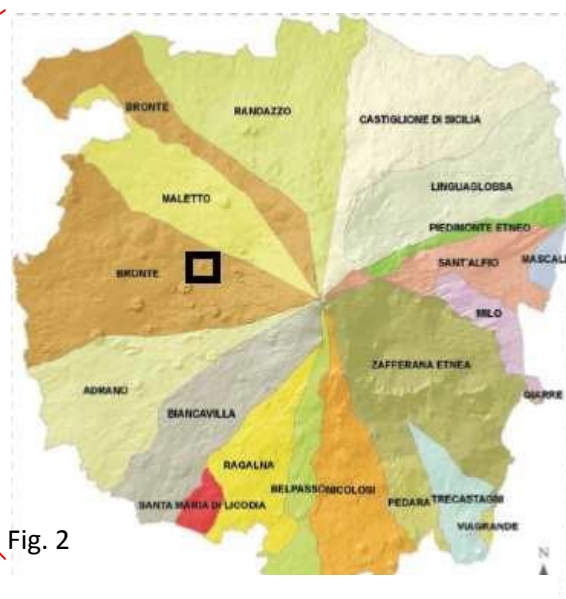 BRONTE
RANDAZZO
CASTIGLIONE DI SICILIA
LINGUAGLOSSA
MALETTO
PIEDIMONTE ETNEO
SANT'ALFIO
MASCALI
BRONTE
MILO
ZAFFERANA ETNEA
ADRANO
GIARRE
BIANCAVILLA
RAGALNA
BELPASSO
NICOLOSI
SANTA MARIA DI LICODIA
PEDARA
TRECASTAGNI
VIAGRANDE
Fig. 2
N